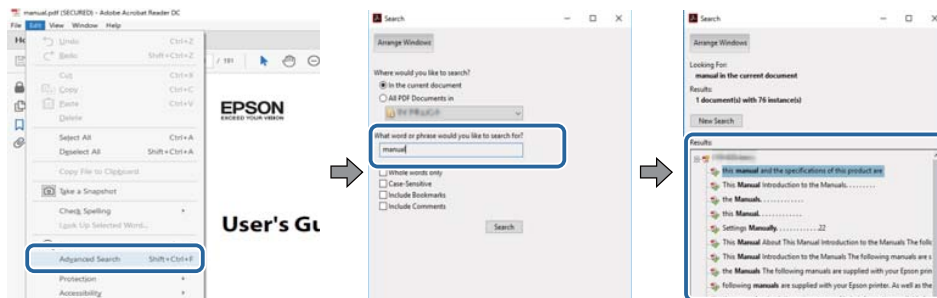 manual.pdf (SECURED) - Adobe Acrobat Reader DC
File Edit View Window Help
Undo Ctrl+Z
Redo Shift+Ctrl+Z
Cut Ctrl+X
Copy Ctrl+C
Paste Ctrl+V
Delete
Select All Ctrl+A
Deselect All Shift+Ctrl+A
Copy File to Clipboard
Take a Snapshot
Check Spelling
Look Up Selected Word...
Advanced Search Shift+Ctrl+F
Protection
Accessibility
/ 191
EPSON
EXCEED YOUR VISION
User's Gu
Search
Arrange Windows
Where would you like to search?
In the current document
All PDF Documents in
What word or phrase would you like to search for?
manual
Whole words only
Case-Sensitive
Include Bookmarks
Include Comments
Search
Search
Arrange Windows
Looking For:
manual in the current document
Results:
1 document(s) with 76 instance(s)
New Search
Results:
this manual and the specifications of this product are
This Manual Introduction to the Manuals. . . . . . . . .
the Manuals. . . . . . . . . . . . .
this Manual. . . . . . . . . . . . .
Settings Manually. . . . . . . . . . . . .22
This Manual About This Manual Introduction to the Manuals The follo
This Manual Introduction to the Manuals The following manuals are s
the Manuals The following manuals are supplied with your Epson prin
following manuals are supplied with your Epson printer. As well as the